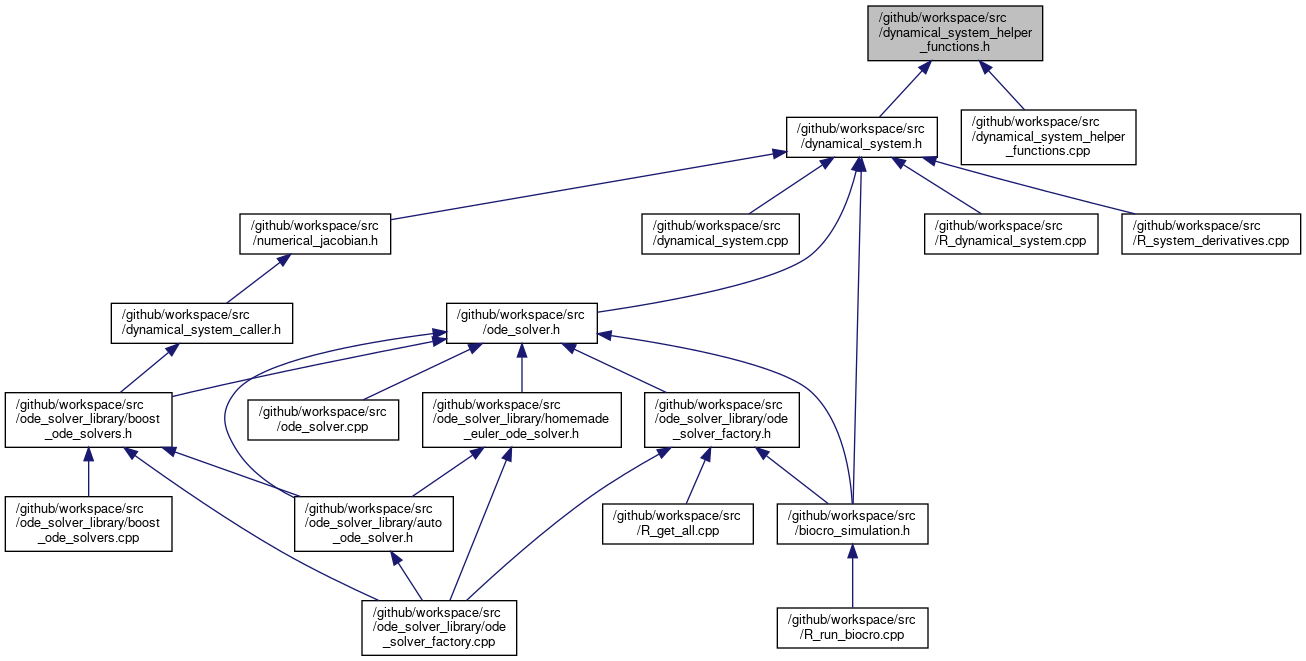 /github/workspace/src
/dynamical_system_helper
_functions.h
/github/workspace/src
/dynamical_system.h
/github/workspace/src
/dynamical_system_helper
_functions.cpp
/github/workspace/src
/numerical_jacobian.h
/github/workspace/src
/dynamical_system.cpp
/github/workspace/src
/R_dynamical_system.cpp
/github/workspace/src
/R_system_derivatives.cpp
/github/workspace/src
/dynamical_system_caller.h
/github/workspace/src
/ode_solver.h
/github/workspace/src
/ode_solver_library/boost
_ode_solvers.h
/github/workspace/src
/ode_solver.cpp
/github/workspace/src
/ode_solver_library/homemade
_euler_ode_solver.h
/github/workspace/src
/ode_solver_library/ode
_solver_factory.h
/github/workspace/src
/ode_solver_library/boost
_ode_solvers.cpp
/github/workspace/src
/ode_solver_library/auto
_ode_solver.h
/github/workspace/src
/R_get_all.cpp
/github/workspace/src
/biocro_simulation.h
/github/workspace/src
/ode_solver_library/ode
_solver_factory.cpp
/github/workspace/src
/R_run_biocro.cpp